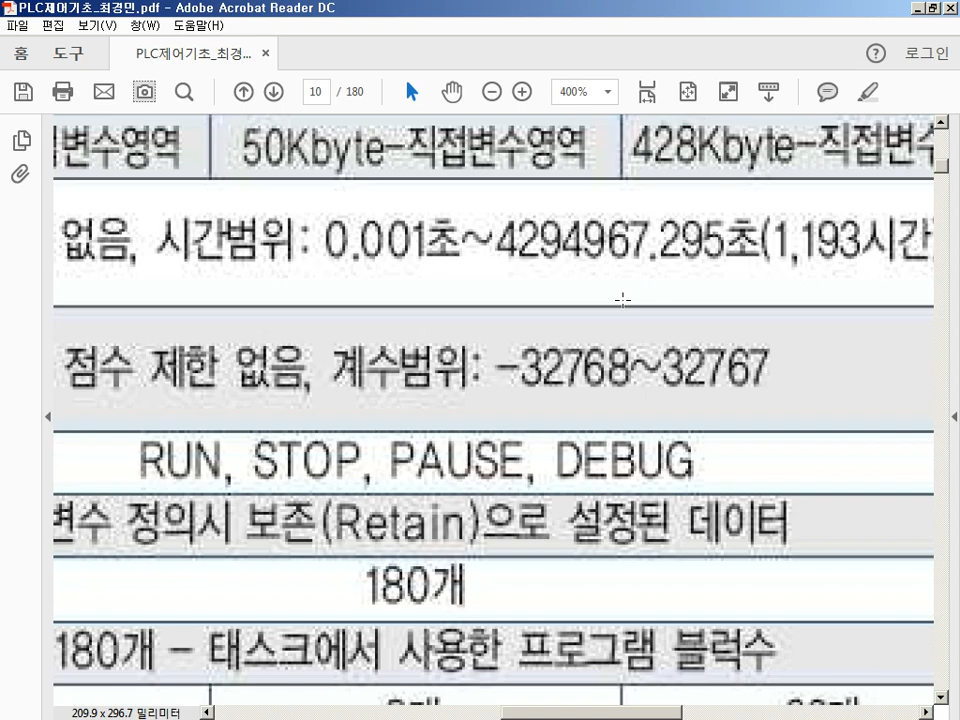 PLC제어기초_최경민.pdf - Adobe Acrobat Reader DC
파일 편집 보기(V) 창(W) 도움말(H)
홈 도구 PLC제어기초_최경... × ? 로그인
10 / 180 400%
변수영역 50Kbyte-직접변수영역 428Kbyte-직접변수
없음, 시간범위: 0.001초~4294967.295초(1,193시간)
점수 제한 없음, 계수범위: -32768~32767
RUN, STOP, PAUSE, DEBUG
변수 정의시 보존(Retain)으로 설정된 데이터
180개
180개 - 태스크에서 사용한 프로그램 블럭수
209.9 x 296.7 밀리미터